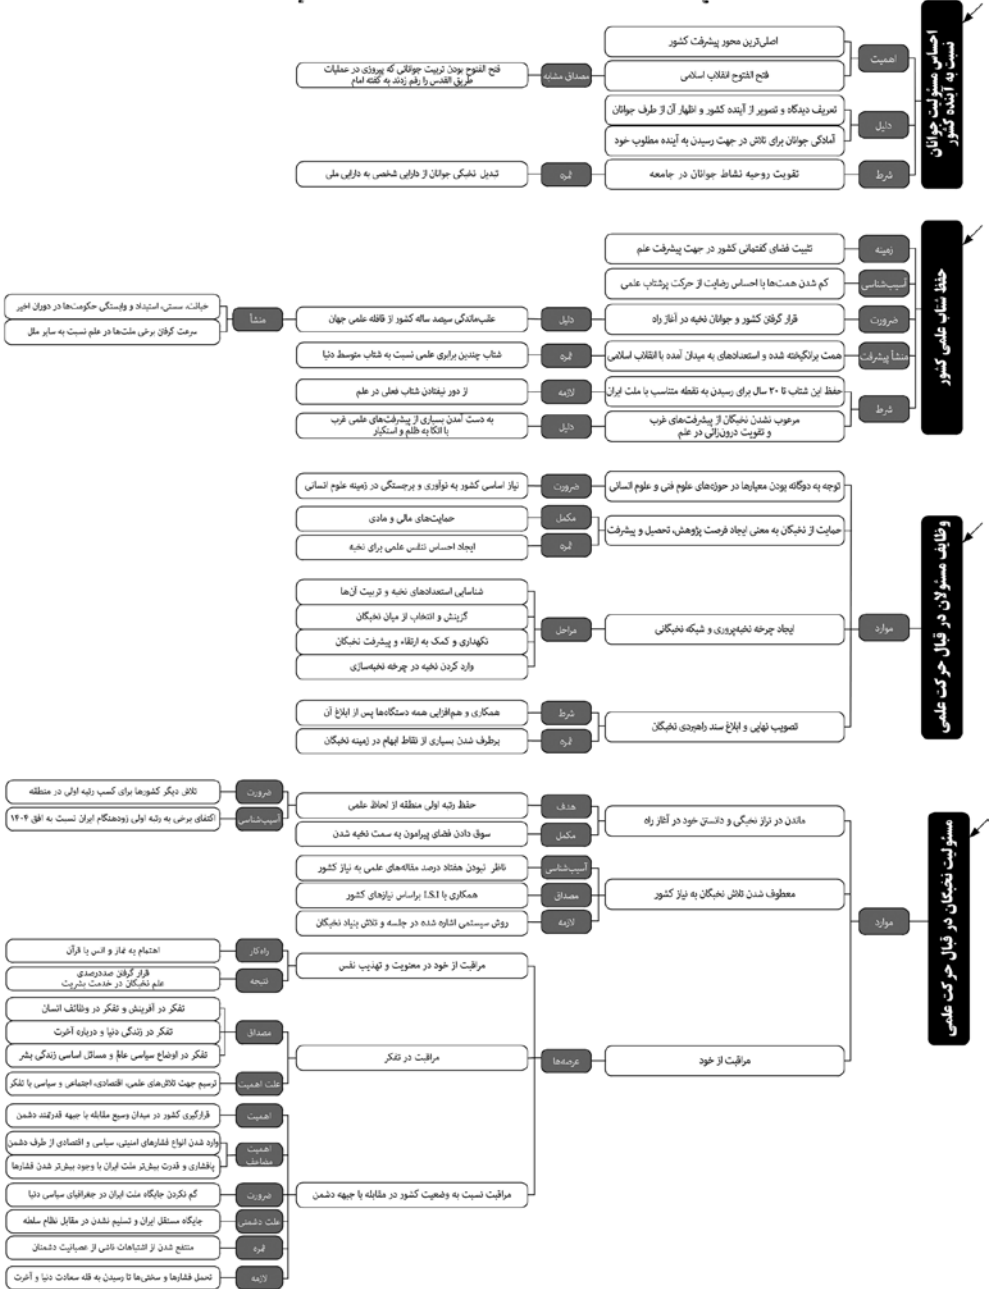 احساس مسئولیت جوانان
نسبت به آینده کشور
اهمیت
اصلی‌ترین محور پیشرفت کشور
فتح الفتوح انقلاب اسلامی
مصداق مشابه
فتح الفتوح بودن تربیت جوانانی که پیروزی در عملیات
طریق القدس را رقم زدند به گفته امام
دلیل
تعریف دیدگاه و تصویر از آینده کشور و اظهار آن از طرف جوانان
آمادگی جوانان برای تلاش در جهت رسیدن به آینده مطلوب خود
شرط
تقویت روحیه نشاط جوانان در جامعه
ثمره
تبدیل نخبگی جوانان از دارایی شخصی به دارایی ملی
حفظ شتاب علمی کشور
زمینه
تثبیت فضای گفتمانی کشور در جهت پیشرفت علم
آسیب‌شناسی
کم شدن همت‌ها با احساس رضایت از حرکت پرشتاب علمی
ضرورت
قرار گرفتن کشور و جوانان نخبه در آغاز راه
دلیل
عقب‌ماندگی سیصد ساله کشور از قافله علمی جهان
منشأ
خباثت، سستی، استبداد و وابستگی حکومت‌ها در دوران اخیر
سرعت گرفتن برخی ملت‌ها در علم نسبت به سایر ملل
منشأ پیشرفت
همت برانگیخته شده و استعدادهای به میدان آمده با انقلاب اسلامی
ثمره
شتاب چندین برابری علمی نسبت به شتاب متوسط دنیا
شرط
حفظ این شتاب تا ۲۰ سال برای رسیدن به نقطه متناسب با ملت ایران
لازمه
از دور نیفتادن شتاب فعلی در علم
مرعوب نشدن نخبگان از پیشرفت‌های غرب
و تقویت درون‌زائی در علم
دلیل
به دست آمدن بسیاری از پیشرفت‌های علمی غرب
با اتکا به ظلم و استکبار
وظایف مسئولان در قبال حرکت علمی
موارد
توجه به دوگانه بودن معیارها در حوزه‌های علوم فنی و علوم انسانی
ضرورت
نیاز اساسی کشور به نوآوری و برجستگی در زمینه علوم انسانی
حمایت از نخبگان به معنی ایجاد فرصت پژوهش، تحصیل و پیشرفت
مکمل
حمایت‌های مالی و مادی
ثمره
ایجاد احساس تنفس علمی برای نخبه
ایجاد چرخه نخبه‌پروری و شبکه نخبگانی
مراحل
شناسایی استعدادهای نخبه و تربیت آن‌ها
گزینش و انتخاب از میان نخبگان
نگهداری و کمک به ارتقاء و پیشرفت نخبگان
وارد کردن نخبه در چرخه نخبه‌سازی
تصویب نهایی و ابلاغ سند راهبردی نخبگان
شرط
همکاری و هم‌افزایی همه دستگاه‌ها پس از ابلاغ آن
ثمره
برطرف شدن بسیاری از نقاط ابهام در زمینه نخبگان
مسئولیت نخبگان در قبال حرکت علمی
موارد
ماندن در تراز نخبگی و دانستن خود در آغاز راه
هدف
حفظ رتبه اولی منطقه از لحاظ علمی
ضرورت
تلاش دیگر کشورها برای کسب رتبه اولی در منطقه
آسیب‌شناسی
اکتفای برخی به رتبه اولی زودهنگام ایران نسبت به افق ۱۴۰۴
مکمل
سوق دادن فضای پیرامون به سمت نخبه شدن
معطوف شدن تلاش نخبگان به نیاز کشور
آسیب‌شناسی
ناظر نبودن هفتاد درصد مقاله‌های علمی به نیاز کشور
مصداق
همکاری با I.S.I براساس نیازهای کشور
لازمه
روش سیستمی اشاره شده در جلسه و تلاش بنیاد نخبگان
مراقبت از خود
عرصه‌ها
مراقبت از خود در معنویت و تهذیب نفس
راه‌کار
اهتمام به نماز و انس با قرآن
نتیجه
قرار گرفتن صددرصدی
علم نخبگان در خدمت بشریت
مراقبت در تفکر
مصداق
تفکر در آفرینش و تفکر در وظائف انسان
تفکر در زندگی دنیا و درباره آخرت
تفکر در اوضاع سیاسی عالم و مسائل اساسی زندگی بشر
علت اهمیت
ترسیم جهت تلاش‌های علمی، اقتصادی، اجتماعی و سیاسی با تفکر
مراقبت نسبت به وضعیت کشور در مقابله با جبهه دشمن
اهمیت
قرارگیری کشور در میدان وسیع مقابله با جبهه قدرتمند دشمن
اهمیت
مضاعف
وارد شدن انواع فشارهای امنیتی، سیاسی و اقتصادی از طرف دشمن
پافشاری و قدرت بیش‌تر ملت ایران با وجود بیش‌تر شدن فشارها
ضرورت
گم نکردن جایگاه ملت ایران در جغرافیای سیاسی دنیا
علت دشمنی
جایگاه مستقل ایران و تسلیم نشدن در مقابل نظام سلطه
ثمره
منتفع شدن از اشتباهات ناشی از عصبانیت دشمنان
لازمه
تحمل فشارها و سختی‌ها تا رسیدن به قله سعادت دنیا و آخرت